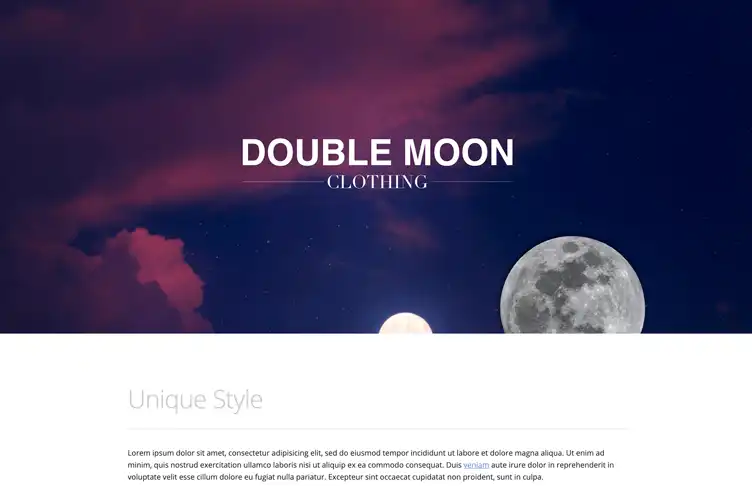 DOUBLE MOON
CLOTHING
Unique Style
Lorem ipsum dolor sit amet, consectetur adipisicing elit, sed do eiusmod tempor incididunt ut labore et dolore magna aliqua. Ut enim ad
minim, quis nostrud exercitation ullamco laboris nisi ut aliquip ex ea commodo consequat. Duis veniam aute irure dolor in reprehenderit in
voluptate velit esse cillum dolore eu fugiat nulla pariatur. Excepteur sint occaecat cupidatat non proident, sunt in culpa.